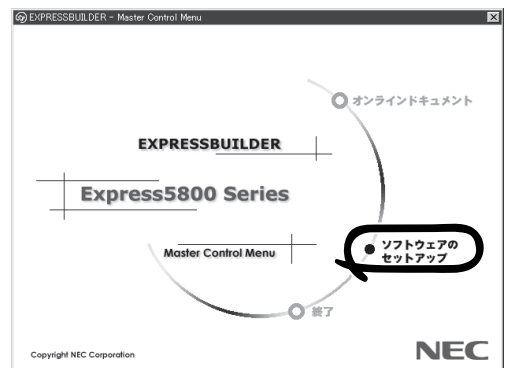 EXPRESSBUILDER - Master Control Menu
オンラインドキュメント
EXPRESSBUILDER
Express5800 Series
Master Control Menu
ソフトウェアの
セットアップ
終了
Copyright NEC Corporation
NEC